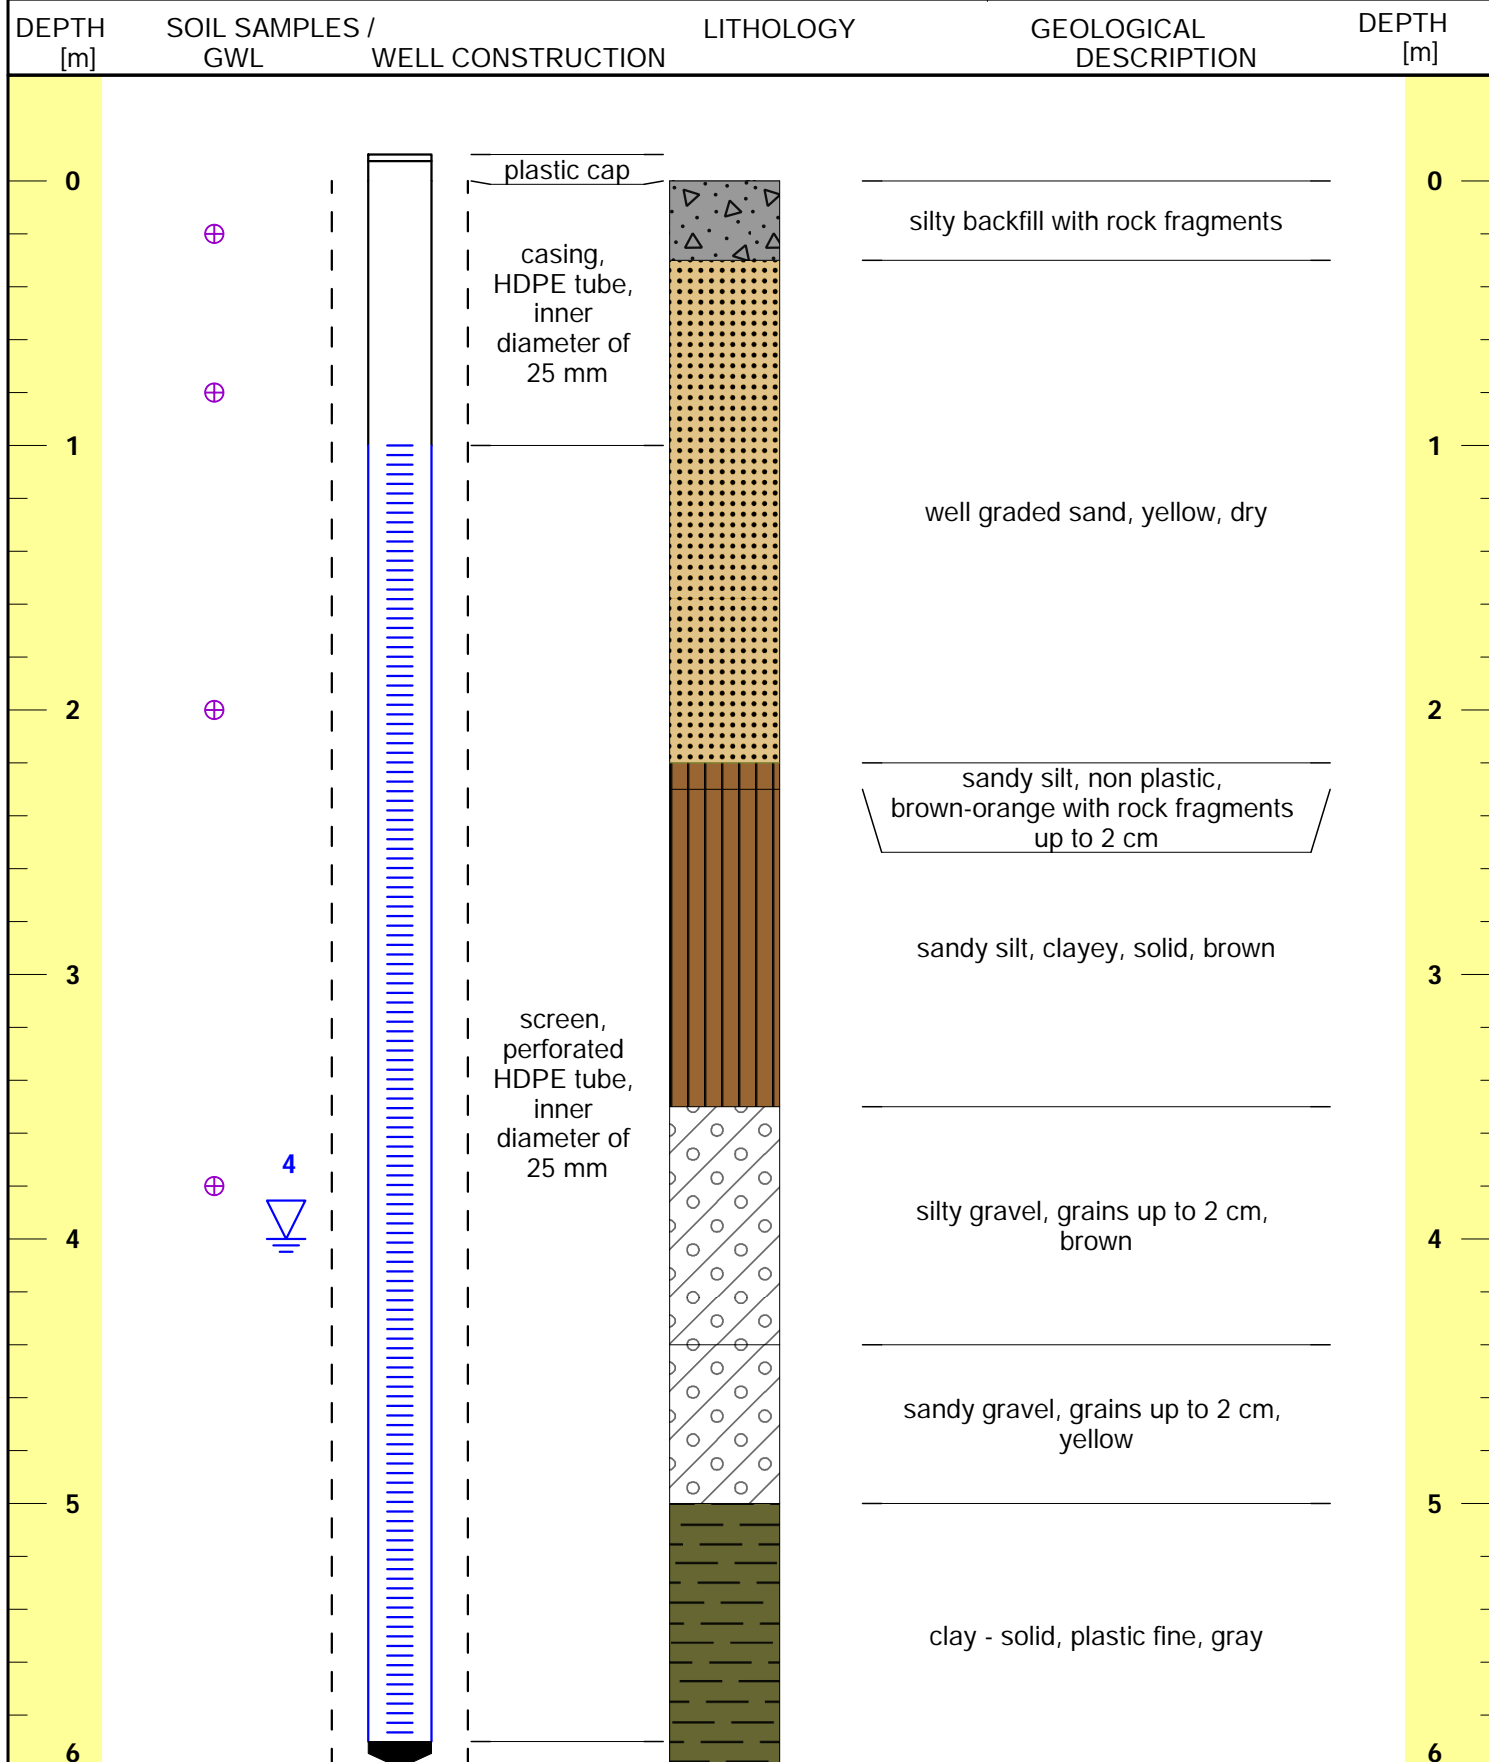 DEPTH
[m]
SOIL SAMPLES /
GWL
WELL CONSTRUCTION
LITHOLOGY
GEOLOGICAL
DESCRIPTION
DEPTH
[m]
plastic cap
0
0
silty backfill with rock fragments
casing,
HDPE tube,
inner
diameter of
25 mm
1
1
well graded sand, yellow, dry
2
2
sandy silt, non plastic,
brown-orange with rock fragments
up to 2 cm
sandy silt, clayey, solid, brown
3
3
screen,
perforated
HDPE tube,
inner
diameter of
25 mm
4
silty gravel, grains up to 2 cm,
brown
4
4
sandy gravel, grains up to 2 cm,
yellow
5
5
clay - solid, plastic fine, gray
6
6